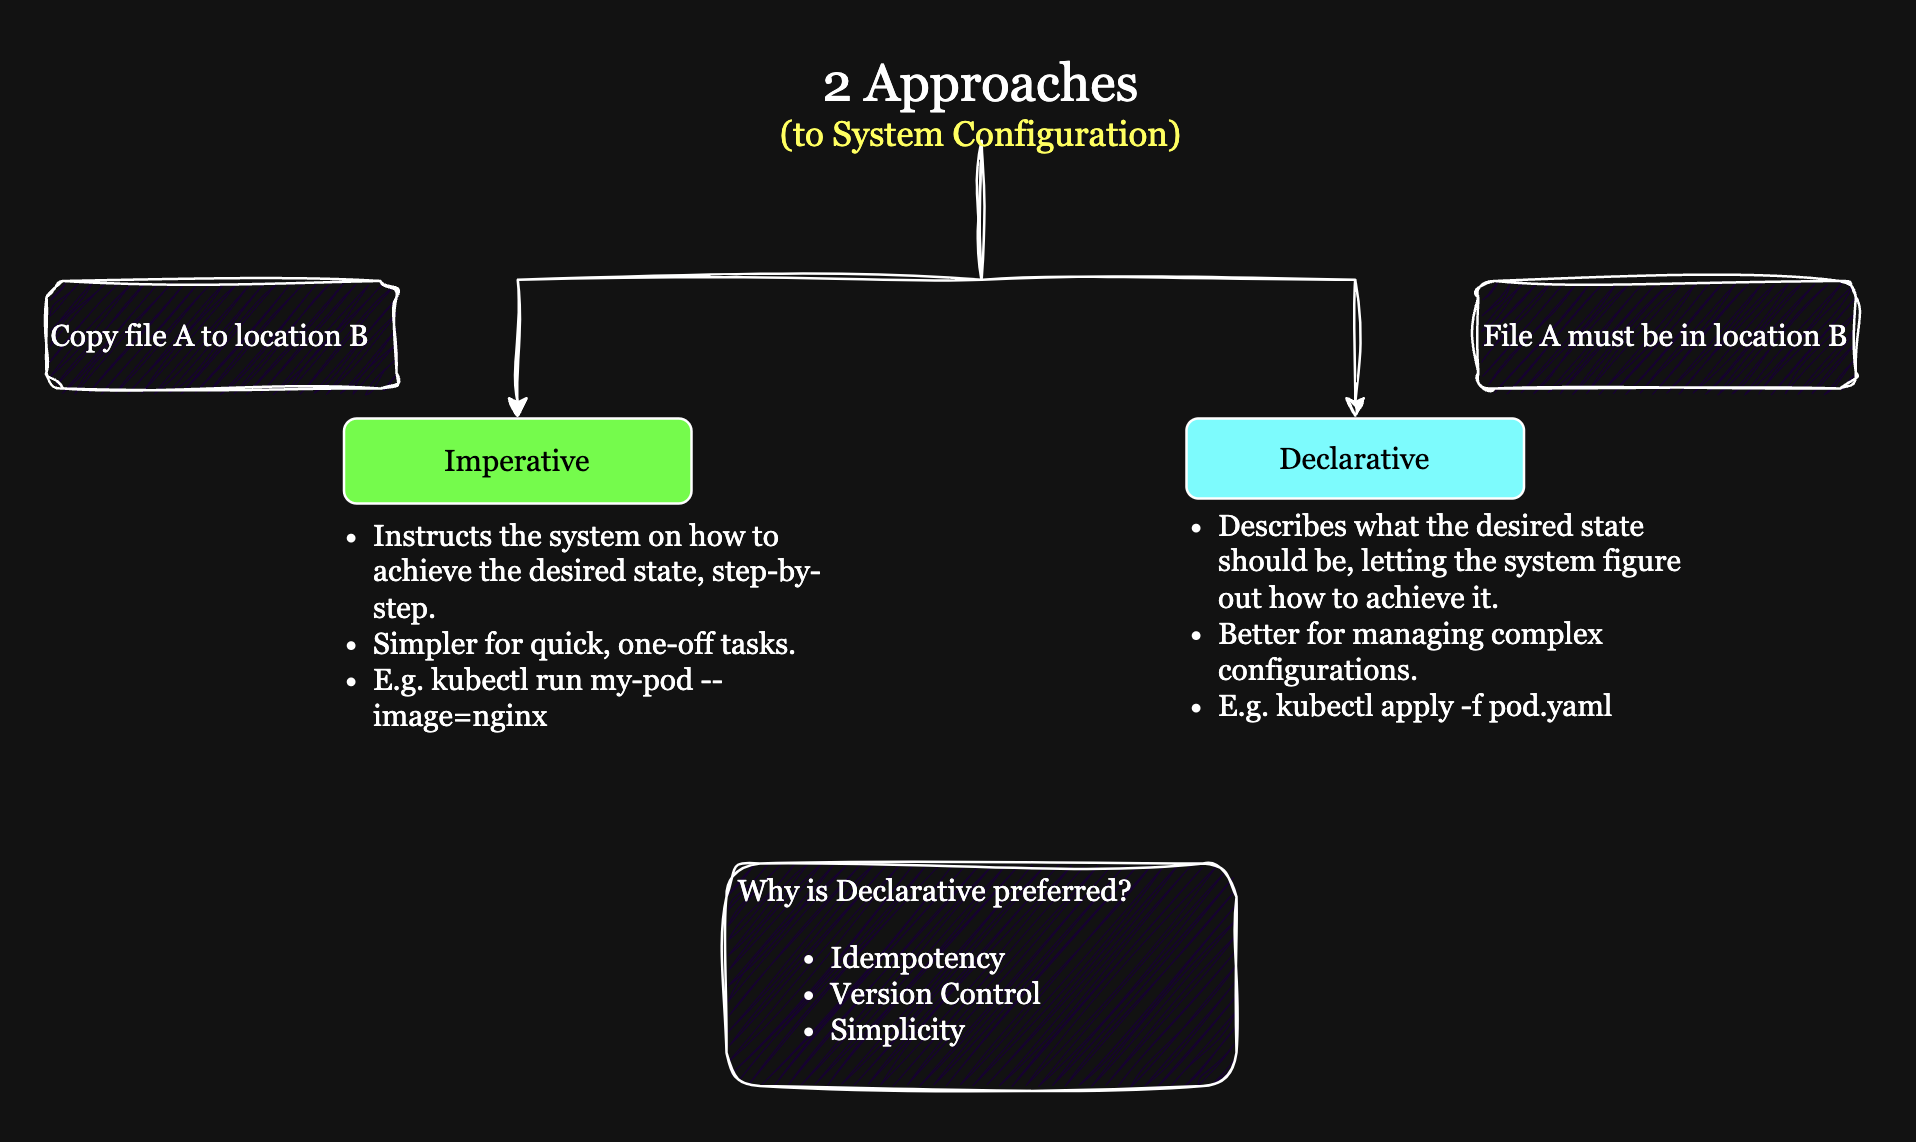 2 Approaches
(to System Configuration)
Copy file A to location B
File A must be in location B
Imperative
• Instructs the system on how to
achieve the desired state, step-by-
step.
• Simpler for quick, one-off tasks.
• E.g. kubectl run my-pod --
image=nginx
Declarative
• Describes what the desired state
should be, letting the system figure
out how to achieve it.
• Better for managing complex
configurations.
• E.g. kubectl apply -f pod.yaml
Why is Declarative preferred?
• Idempotency
• Version Control
• Simplicity